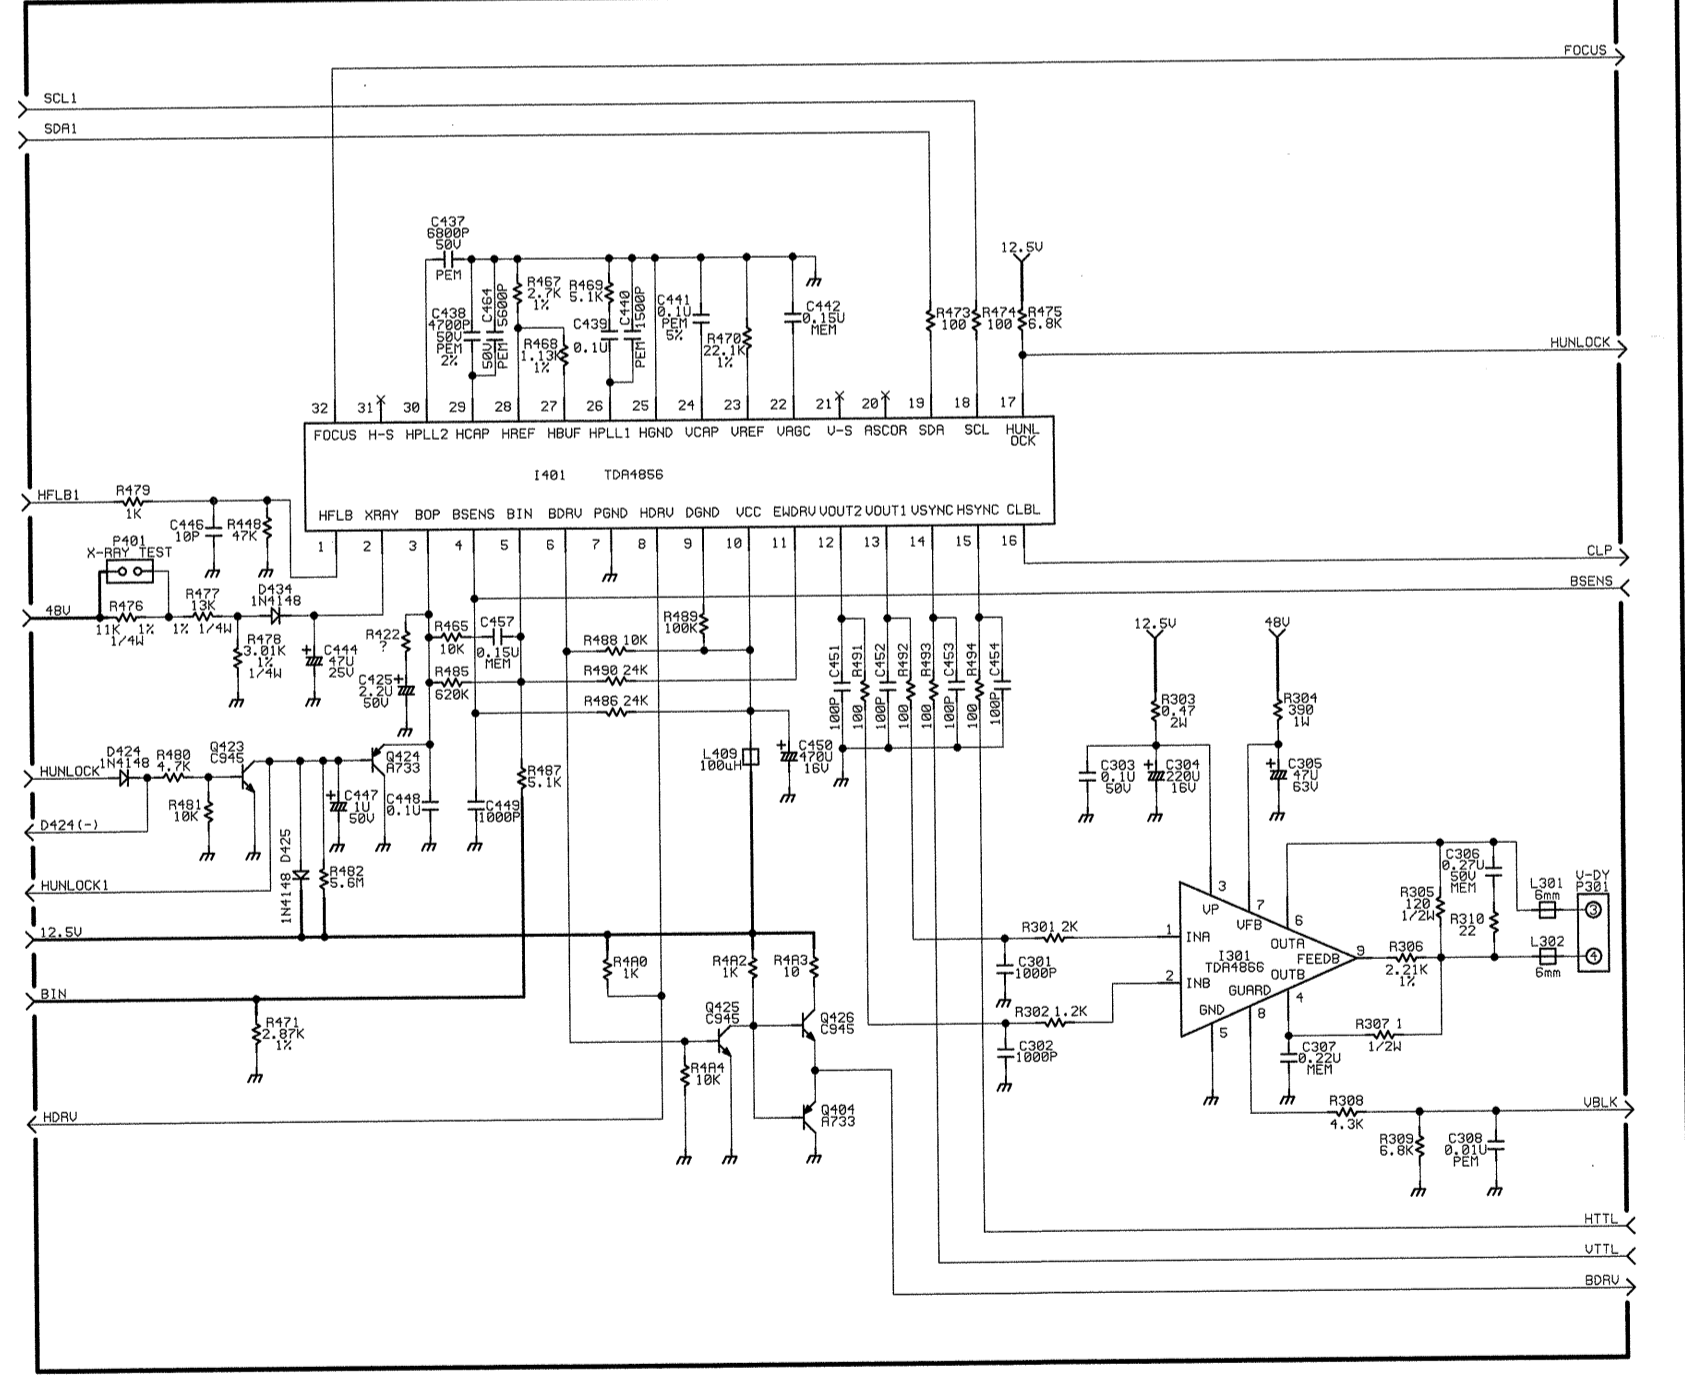 FOCUS
SCL1
SDA1
C437
6800P
50V
PEM
12.5V
C438
4700P
50V
PEM
2%
C464
5600P
50V
PEM
R467
2.7K
1%
R468
1.13K
1%
R469
5.1K
C439
0.1U
C440
1500P
PEM
C441
0.1U
PEM
5%
R470
22.1K
1%
C442
0.15U
MEM
R473
100
R474
100
R475
6.8K
HUNLOCK
32 31 30 29 28 27 26 25 24 23 22 21 20 19 18 17
FOCUS H-S HPLL2 HCAP HREF HBUF HPLL1 HGND VCAP VREF VAGC V-S ASCOR SDA SCL HUNL
OCK
I401 TDA4856
HFLB XRAY BOP BSENS BIN BDRV PGND HDRV DGND VCC EWDRV VOUT2 VOUT1 VSYNC HSYNC CLBL
1 2 3 4 5 6 7 8 9 10 11 12 13 14 15 16
HFLB1
R479
1K
C446
10P
R448
47K
P401
X-RAY TEST
CLP
BSENS
48V
R476
11K 1%
1/4W
R477
13K
1% 1/4W
D434
1N4148
R478
3.01K
1%
1/4W
+
C444
47U
25V
R422
?
C425
+
2.2U
50V
R465
10K
C457
0.15U
MEM
R485
620K
R488 10K
R489
100K
R490 24K
R486 24K
C451
100P
R491
100
C452
100P
R492
100
R493
100
C453
100P
R494
100
C454
100P
12.5V
48V
R303
0.47
2W
R304
390
1W
D424
1N4148
HUNLOCK
R480
4.7K
Q423
C945
Q424
A733
R481
10K
+
C447
1U
50V
C448
0.1U
C449
1000P
R487
5.1K
L409
100uH
+
C450
470U
16V
C303
0.1U
50V
+
C304
220U
16V
+
C305
47U
63V
D424(-)
1N4148 D425
R482
5.6M
HUNLOCK1
12.5V
BIN
R471
2.87K
1%
R4A0
1K
R4A2
1K
R4A3
10
Q425
C945
Q426
C945
R4A4
10K
Q404
A733
HDRV
R301 2K
C301
1000P
R302 1.2K
C302
1000P
3
VP
7
VFB
6
OUTA
1
INA
I301
TDA4866
FEEDB
9
2
INB
OUTB
4
GUARD
8
GND
5
C306
0.27U
50V
MEM
R305
120
1/2W
R310
22
R306
2.21K
1%
L301
6mm
L302
6mm
V-DY
P301
3
4
R307 1
1/2W
C307
0.22U
MEM
R308
4.3K
VBLK
R309
6.8K
C308
0.01U
PEM
HTTL
VTTL
BDRV